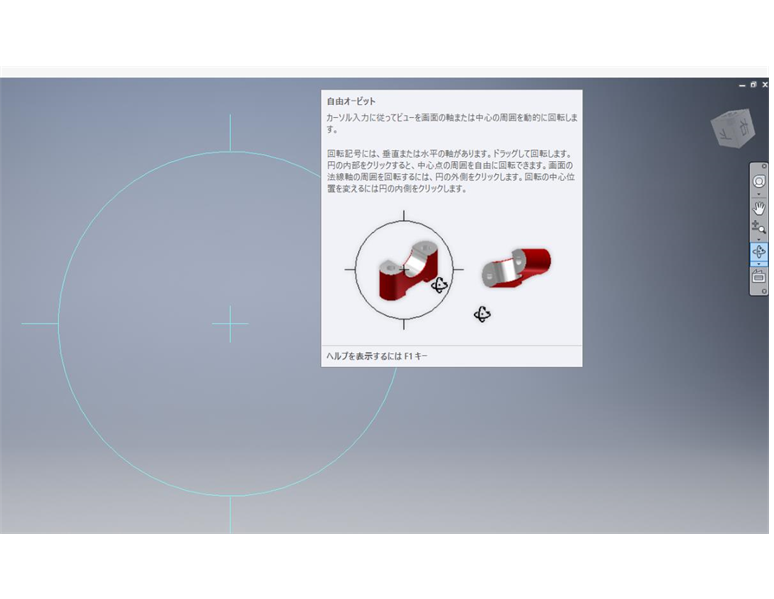 自由オービット
カーソル入力に従ってビューを画面の軸または中心の周囲を動的に回転しま
す。
回転記号には、垂直または水平の軸があります。ドラッグして回転します。
円の内部をクリックすると、中心点の周囲を自由に回転できます。画面の
法線軸の周囲を回転するには、円の外側をクリックします。回転の中心位
置を変えるには円の内側をクリックします。
ヘルプを表示するには F1 キー